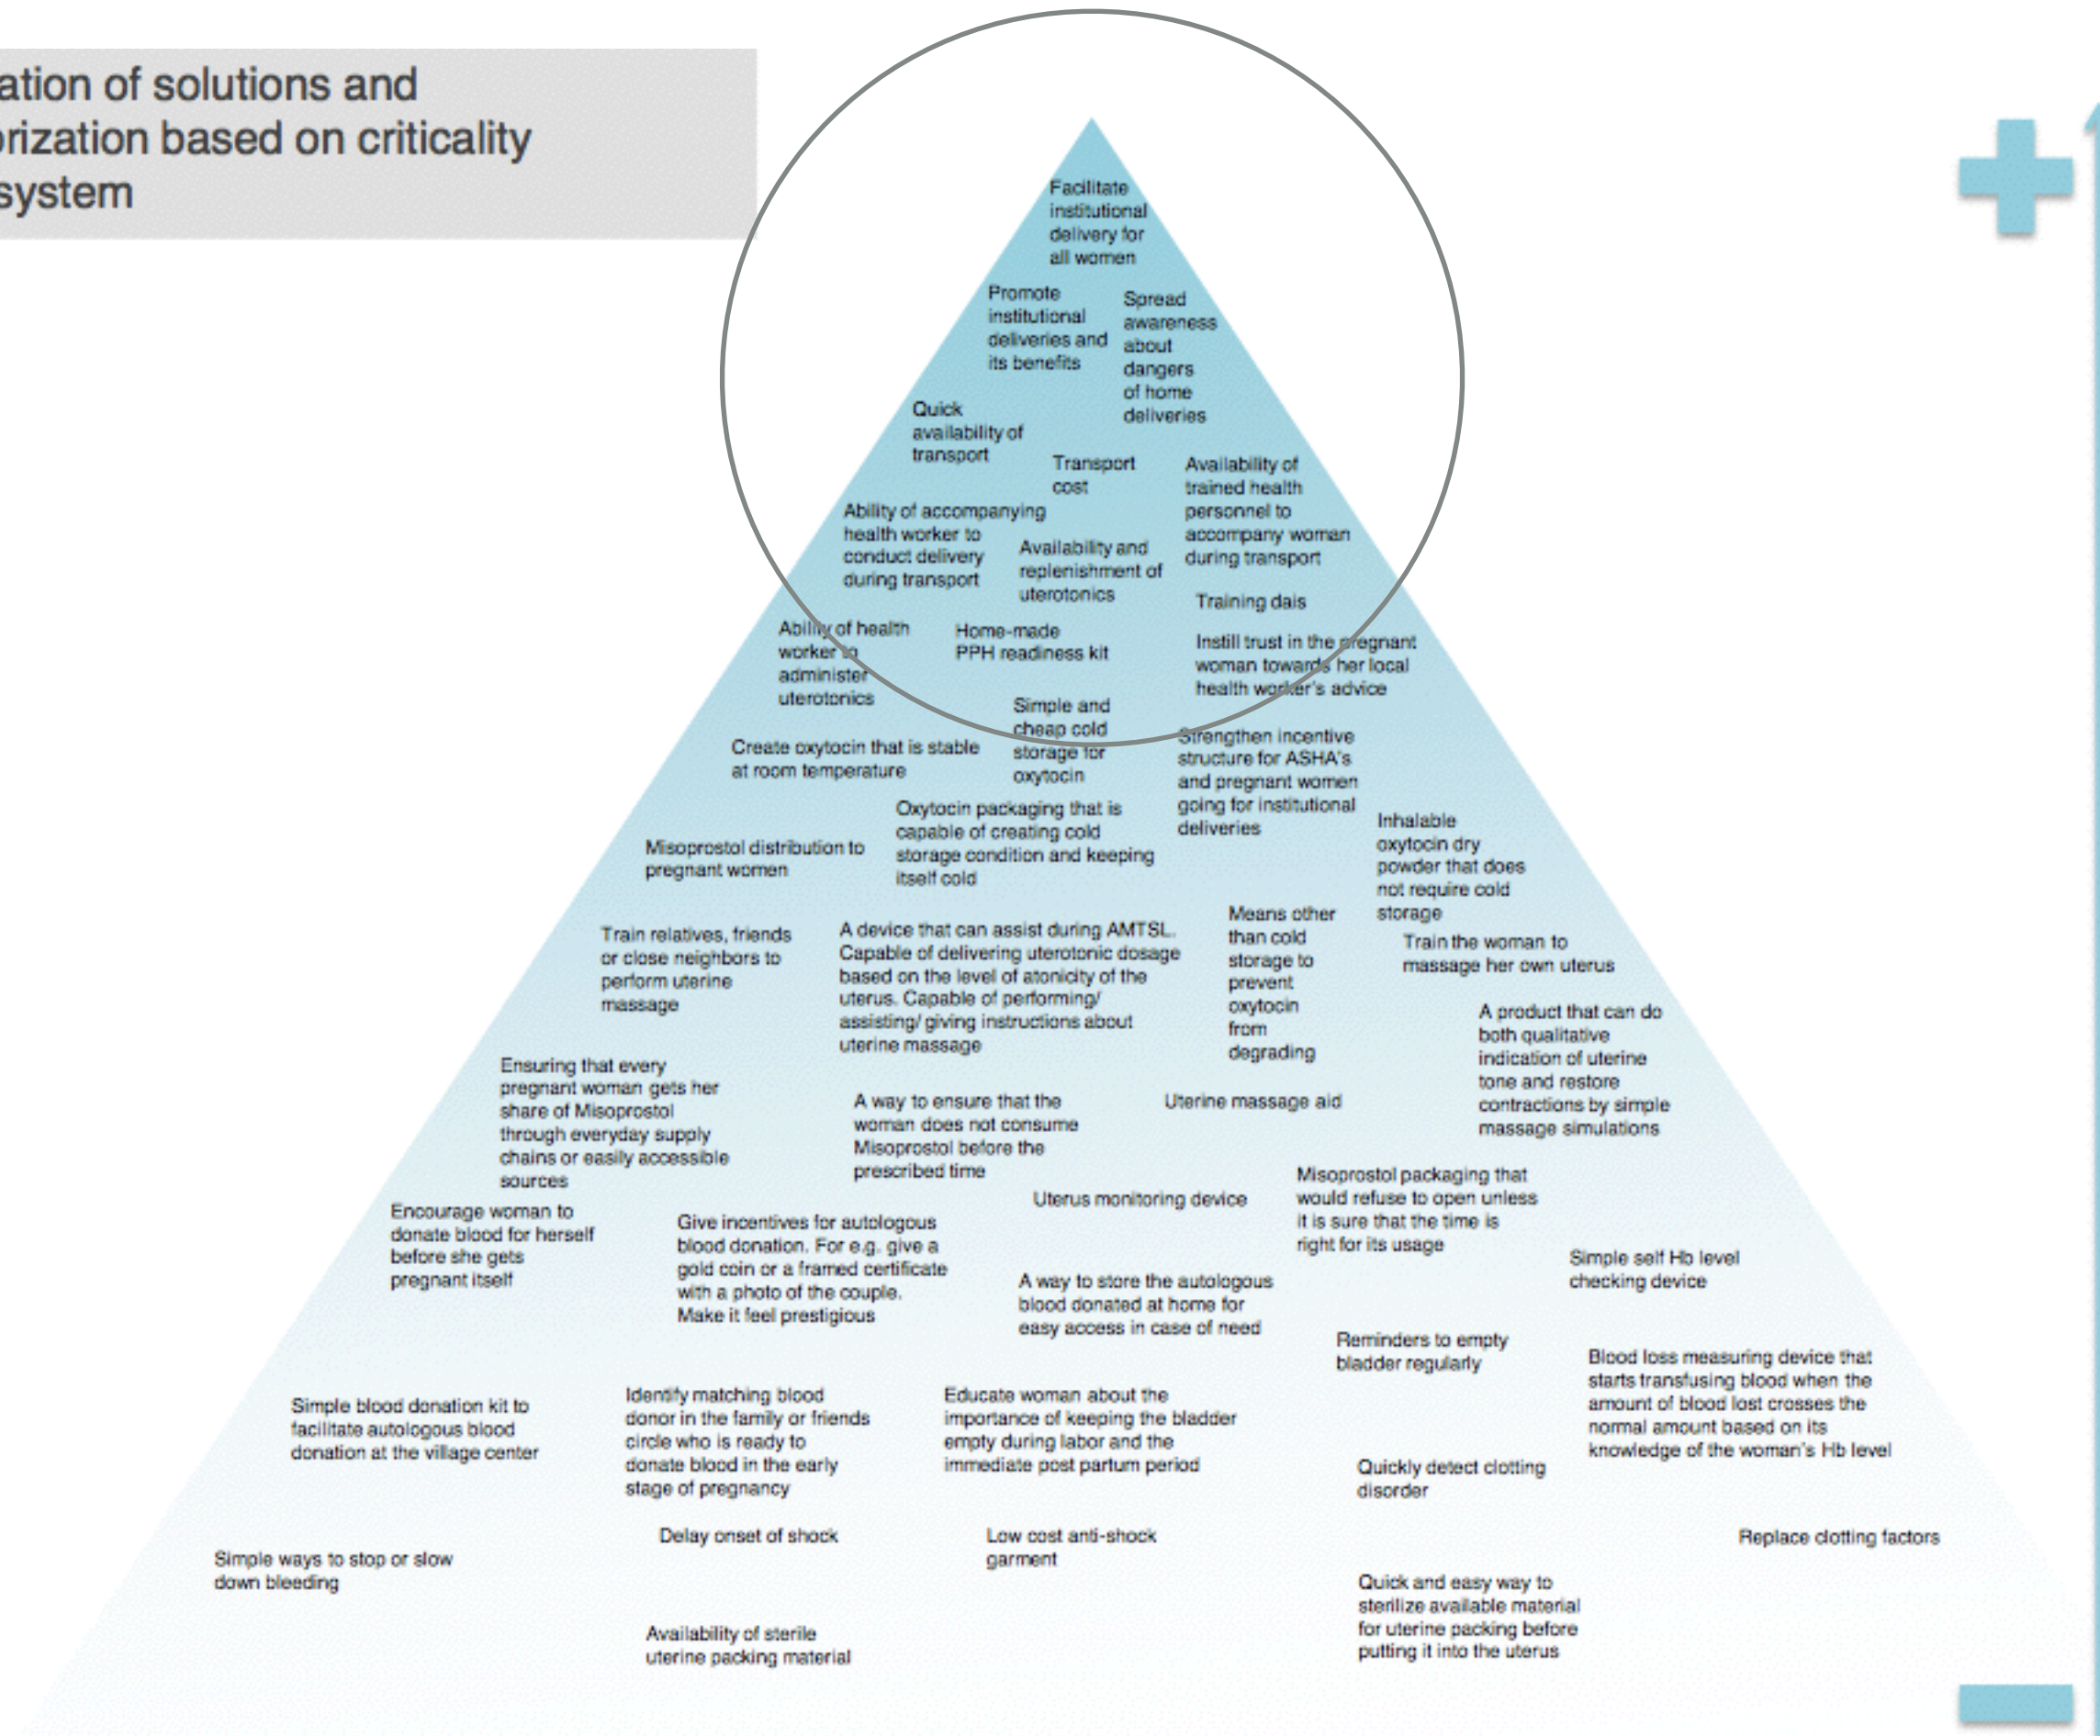 ation of solutions and
orization based on criticality
system
Facilitate
institutional
delivery for
all women
Promote
institutional
deliveries and
its benefits
Spread
awareness
about
dangers
of home
deliveries
Quick
availability of
transport
Transport
cost
Availability of
trained health
personnel to
accompany woman
during transport
Ability of accompanying
health worker to
conduct delivery
during transport
Availability and
replenishment of
uterotonics
Training dais
Ability of health
worker to
administer
uterotonics
Home-made
PPH readiness kit
Instill trust in the pregnant
woman towards her local
health worker's advice
Simple and
cheap cold
storage for
oxytocin
Create oxytocin that is stable
at room temperature
Strengthen incentive
structure for ASHA's
and pregnant women
going for institutional
deliveries
Oxytocin packaging that is
capable of creating cold
storage condition and keeping
itself cold
Inhalable
oxytocin dry
powder that does
not require cold
storage
Misoprostol distribution to
pregnant women
Train relatives, friends
or close neighbors to
perform uterine
massage
A device that can assist during AMTSL.
Capable of delivering uterotonic dosage
based on the level of atonicity of the
uterus. Capable of performing/
assisting/ giving instructions about
uterine massage
Means other
than cold
storage to
prevent
oxytocin
from
degrading
Train the woman to
massage her own uterus
A product that can do
both qualitative
indication of uterine
tone and restore
contractions by simple
massage simulations
Ensuring that every
pregnant woman gets her
share of Misoprostol
through everyday supply
chains or easily accessible
sources
A way to ensure that the
woman does not consume
Misoprostol before the
prescribed time
Uterine massage aid
Uterus monitoring device
Misoprostol packaging that
would refuse to open unless
it is sure that the time is
right for its usage
Encourage woman to
donate blood for herself
before she gets
pregnant itself
Give incentives for autologous
blood donation. For e.g. give a
gold coin or a framed certificate
with a photo of the couple.
Make it feel prestigious
A way to store the autologous
blood donated at home for
easy access in case of need
Simple self Hb level
checking device
Reminders to empty
bladder regularly
Blood loss measuring device that
starts transfusing blood when the
amount of blood lost crosses the
normal amount based on its
knowledge of the woman's Hb level
Simple blood donation kit to
facilitate autologous blood
donation at the village center
Identify matching blood
donor in the family or friends
circle who is ready to
donate blood in the early
stage of pregnancy
Educate woman about the
importance of keeping the bladder
empty during labor and the
immediate post partum period
Quickly detect clotting
disorder
Delay onset of shock
Low cost anti-shock
garment
Replace clotting factors
Simple ways to stop or slow
down bleeding
Quick and easy way to
sterilize available material
for uterine packing before
putting it into the uterus
Availability of sterile
uterine packing material